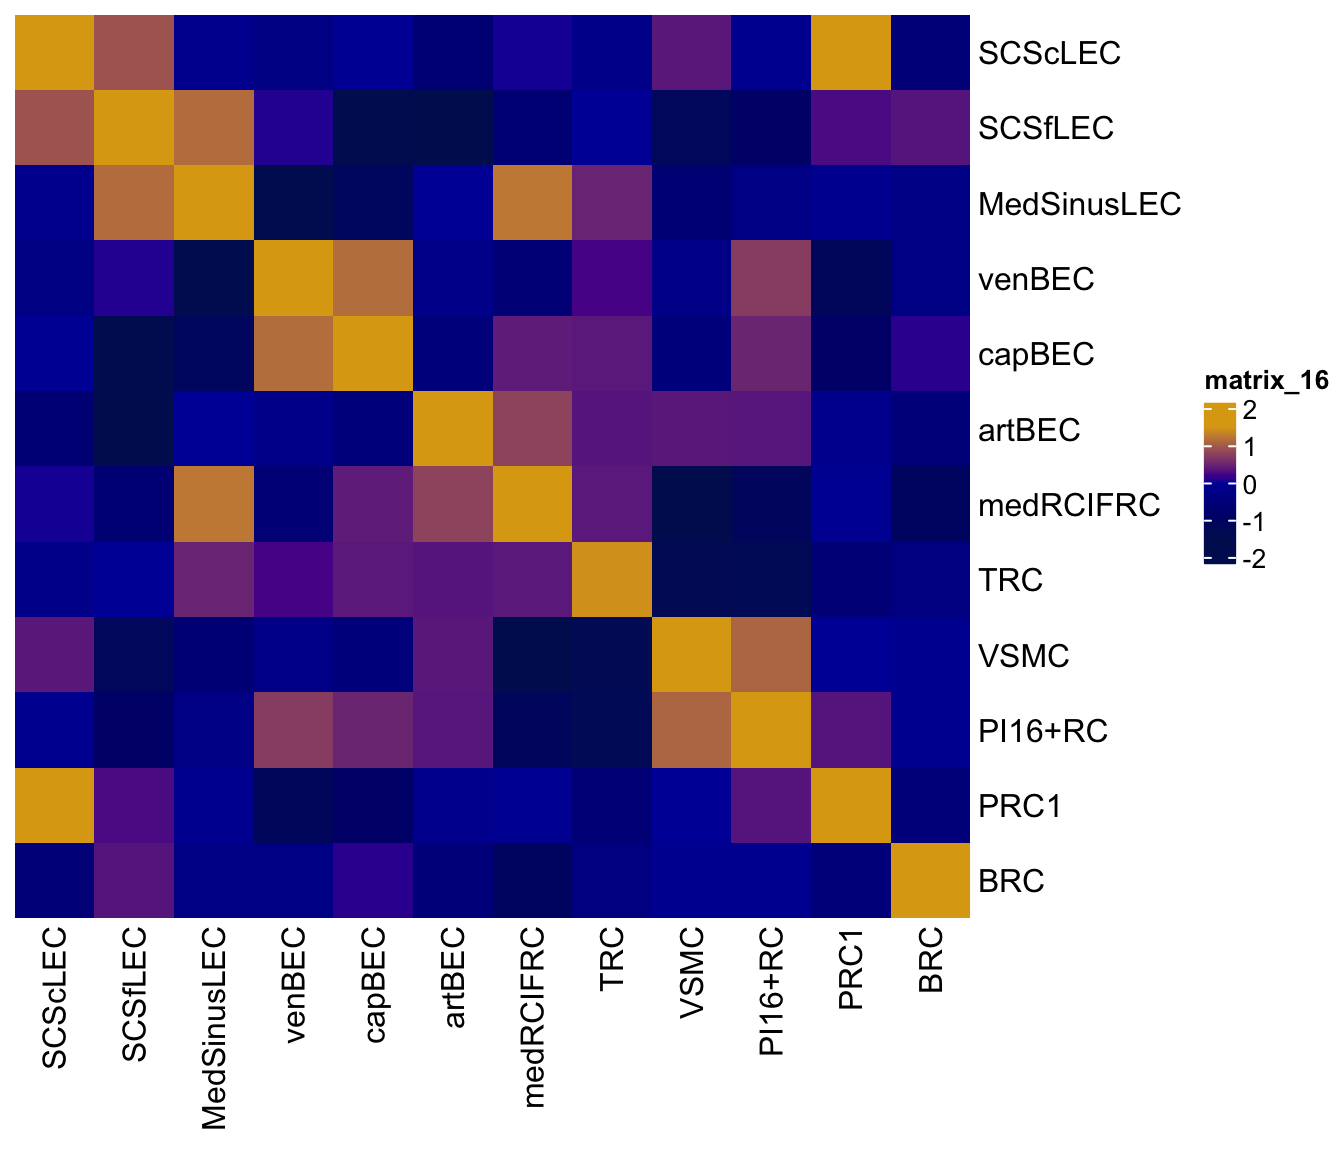 SCScLEC
SCSfLEC
MedSinusLEC
venBEC
capBEC
artBEC
medRCIFRC
TRC
VSMC
PI16+RC
PRC1
BRC
matrix_16
2
1
0
-1
-2
SCScLEC
SCSfLEC
MedSinusLEC
venBEC
capBEC
artBEC
medRCIFRC
TRC
VSMC
PI16+RC
PRC1
BRC